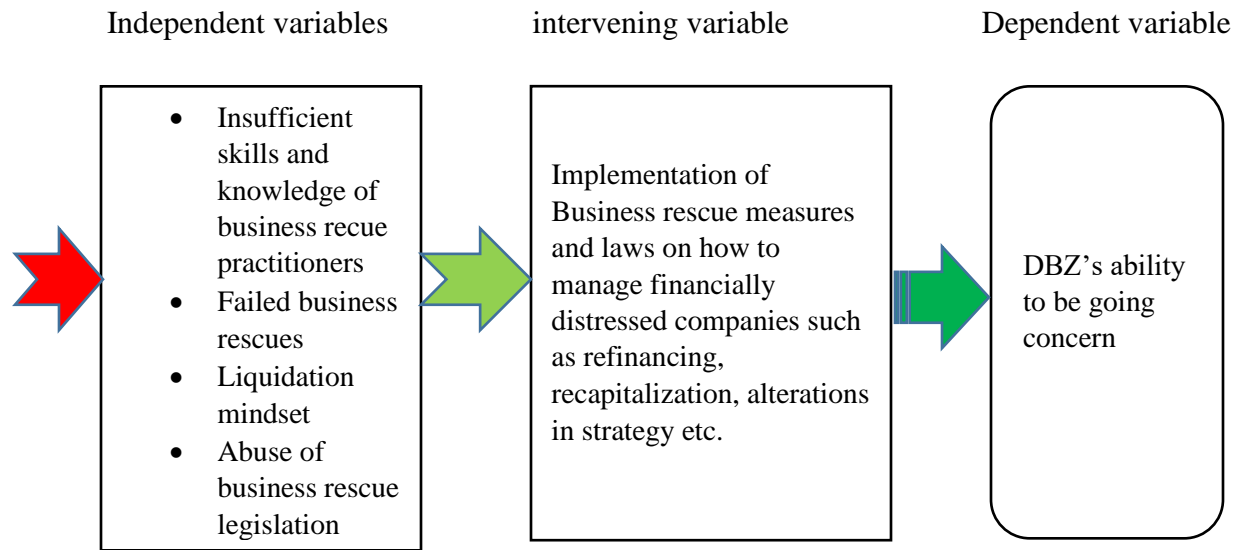 Independent variables
intervening variable
Dependent variable
• Insufficient
skills and
knowledge of
business recue
practitioners
• Failed business
rescues
• Liquidation
mindset
• Abuse of
business rescue
legislation
Implementation of
Business rescue measures
and laws on how to
manage financially
distressed companies such
as refinancing,
recapitalization, alterations
in strategy etc.
DBZ’s ability
to be going
concern